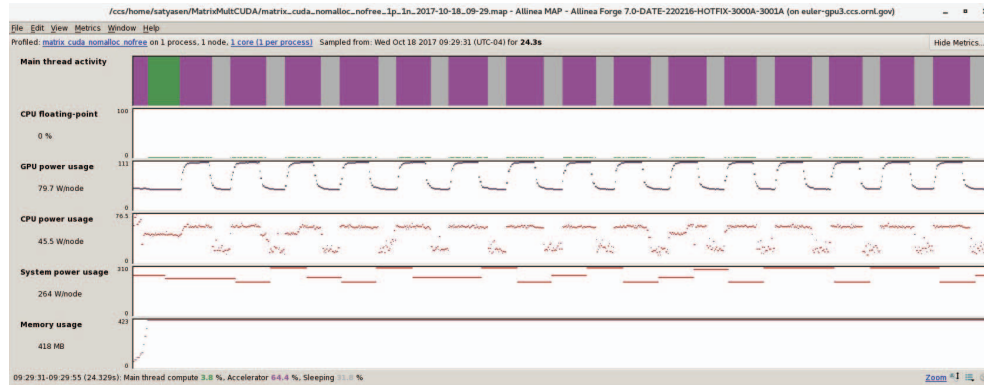 /ccs/home/satyasen/MatrixMultCUDA/matrix_cuda_nomalloc_nofree_1p_1n_2017-10-18_09-29.map - Allinea MAP - Allinea Forge 7.0-DATE-220216-HOTFIX-3000A-3001A (on euler-gpu3.ccs.ornl.gov)
File Edit View Metrics Window Help
Profiled: matrix_cuda_nomalloc_nofree on 1 process, 1 node, 1 core (1 per process) Sampled from: Wed Oct 18 2017 09:29:31 (UTC-04) for 24.3s Hide Metrics...
Main thread activity
CPU floating-point 100
0 %
0
GPU power usage 111
79.7 W/node
0
CPU power usage 76.5
45.5 W/node
0
System power usage 310
264 W/node
0
Memory usage 423
418 MB
0
09:29:31-09:29:55 (24.329s): Main thread compute 3.8 %, Accelerator 64.4 %, Sleeping %
Zoom